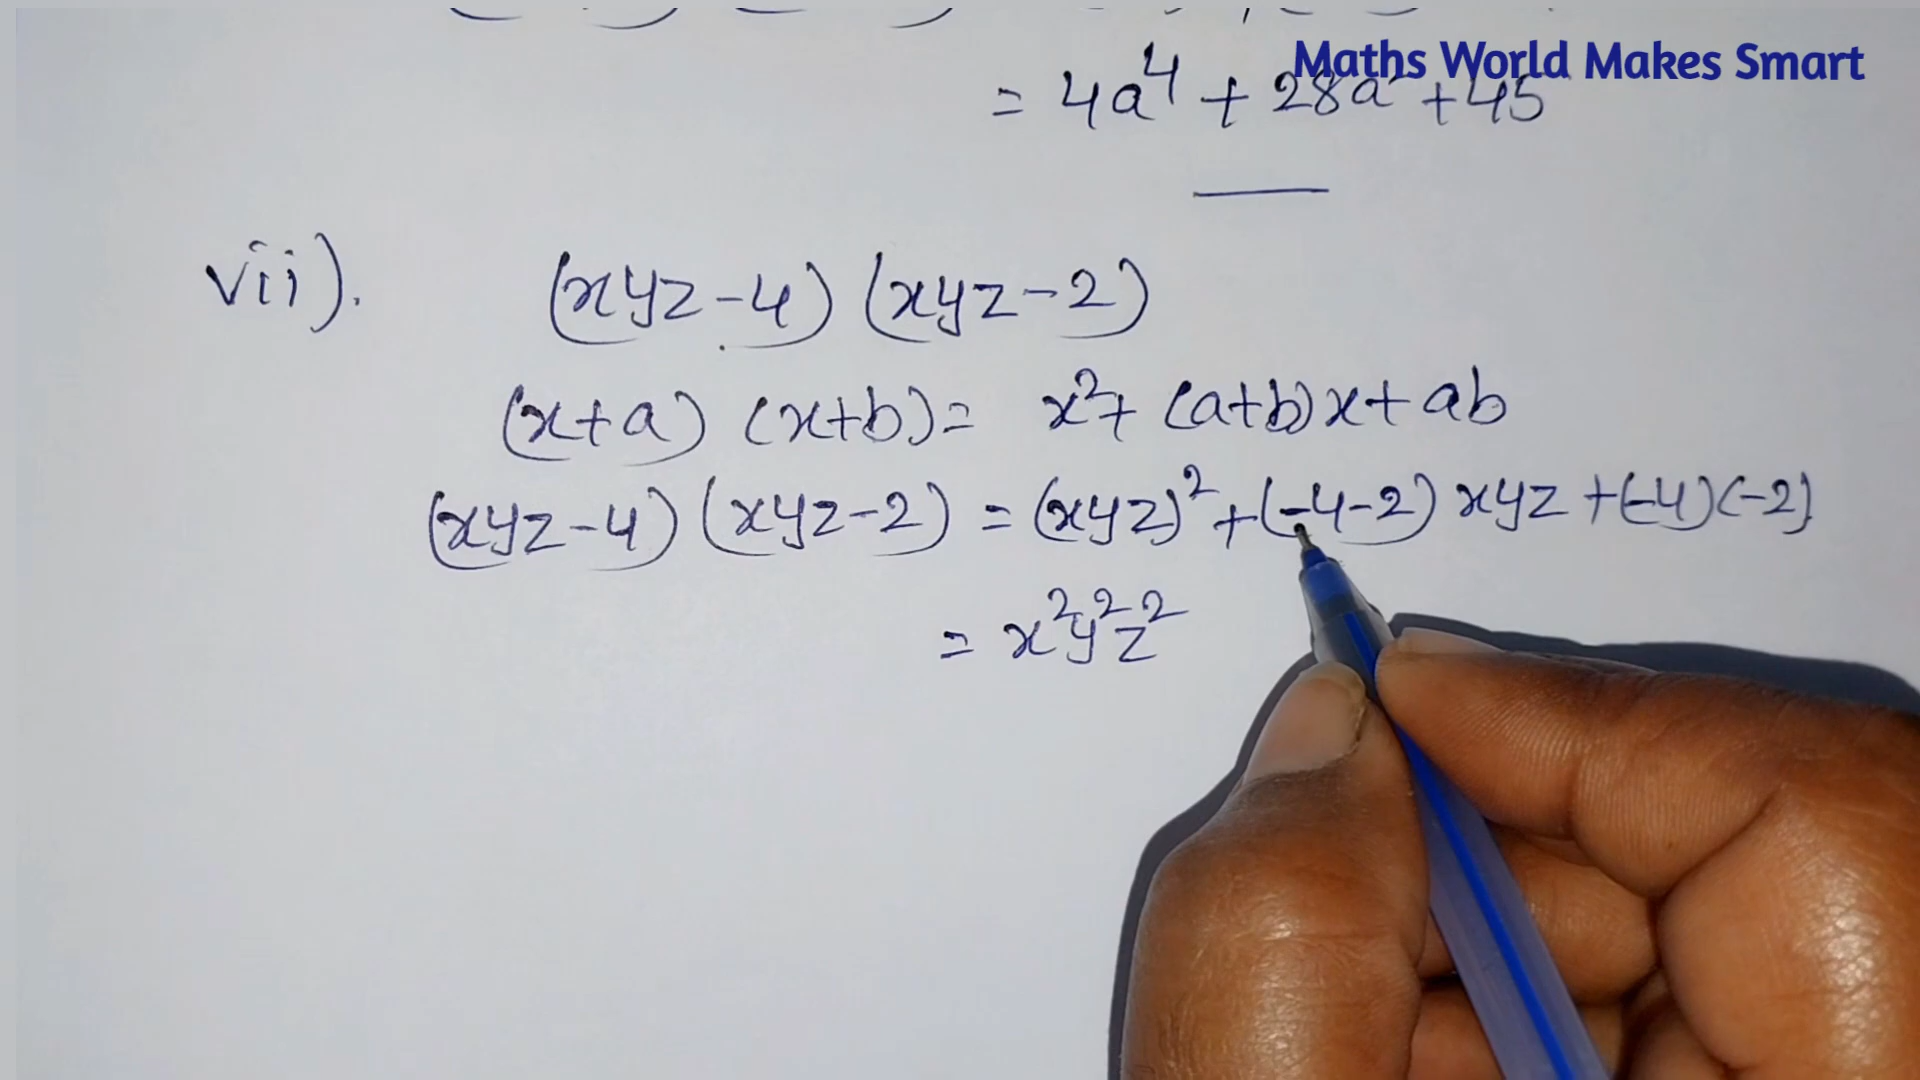 Maths World Makes Smart
= 4a⁴ + 28a² + 45
vii). (xyz-4) (xyz-2)
(x+a) (x+b) = x² + (a+b)x + ab
(xyz-4) (xyz-2) = (xyz)² + (-4-2) xyz + (-4)(-2)
= x²y²z²